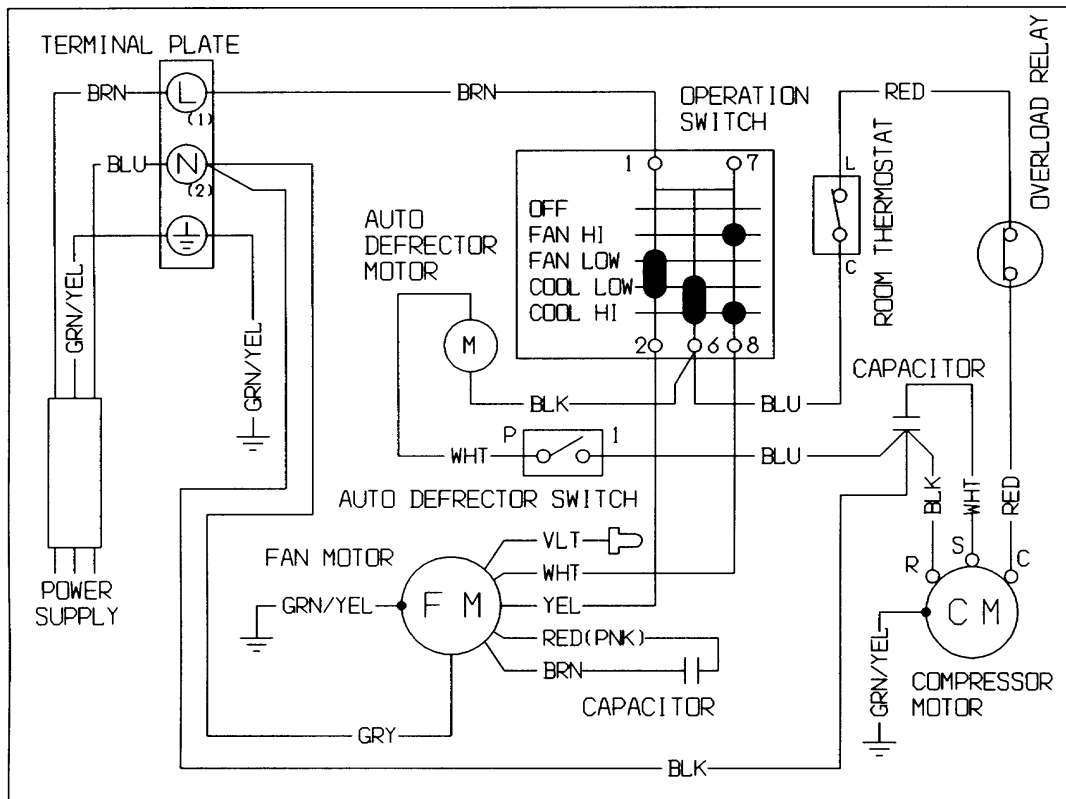 TERMINAL PLATE
BRN
L
(1)
BRN
OPERATION
SWITCH
RED
OVERLOAD RELAY
BLU
N
(2)
1
7
L
ROOM THERMOSTAT
C
AUTO
DEFRECTOR
MOTOR
OFF
FAN HI
FAN LOW
COOL LOW
COOL HI
GRN/YEL
GRN/YEL
M
2
6
8
CAPACITOR
BLK
BLU
WHT
P
1
BLU
AUTO DEFRECTOR SWITCH
BLK
WHT
RED
FAN MOTOR
VLT
WHT
YEL
RED(PNK)
BRN
CAPACITOR
F M
GRN/YEL
POWER
SUPPLY
R
S
C
C M
GRN/YEL
COMPRESSOR
MOTOR
GRY
BLK